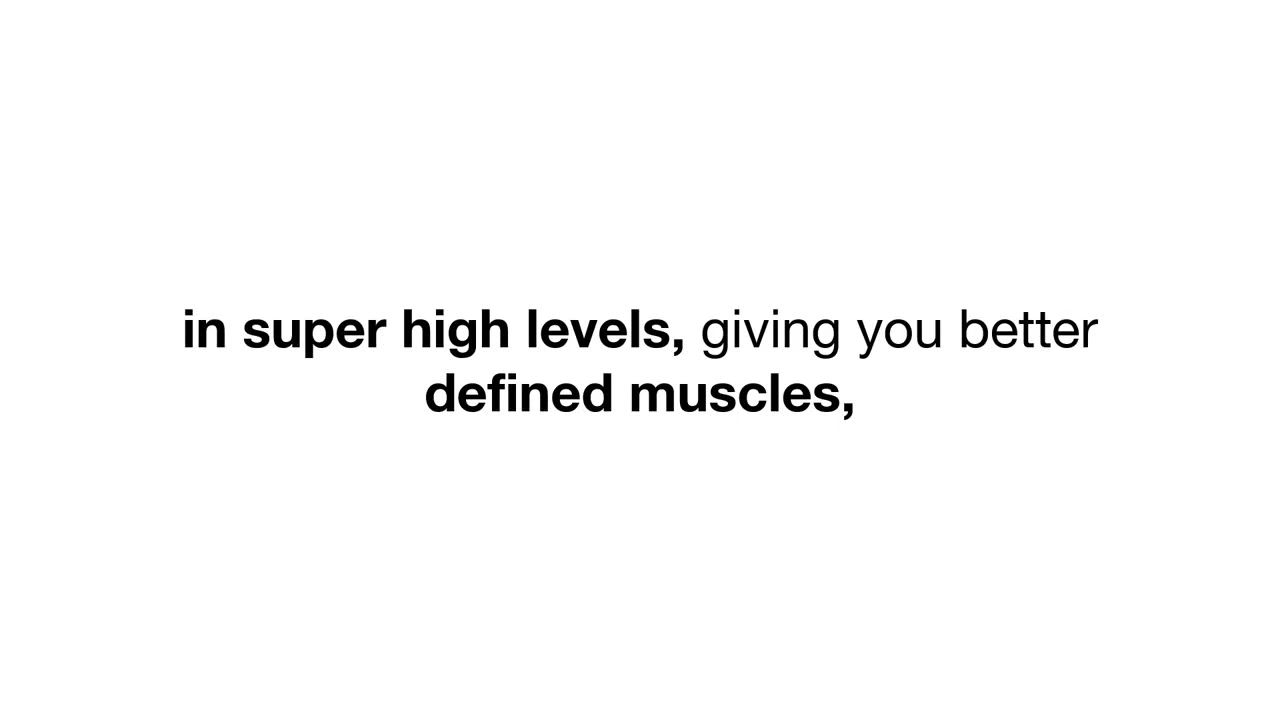 in super high levels, giving you better
defined muscles,